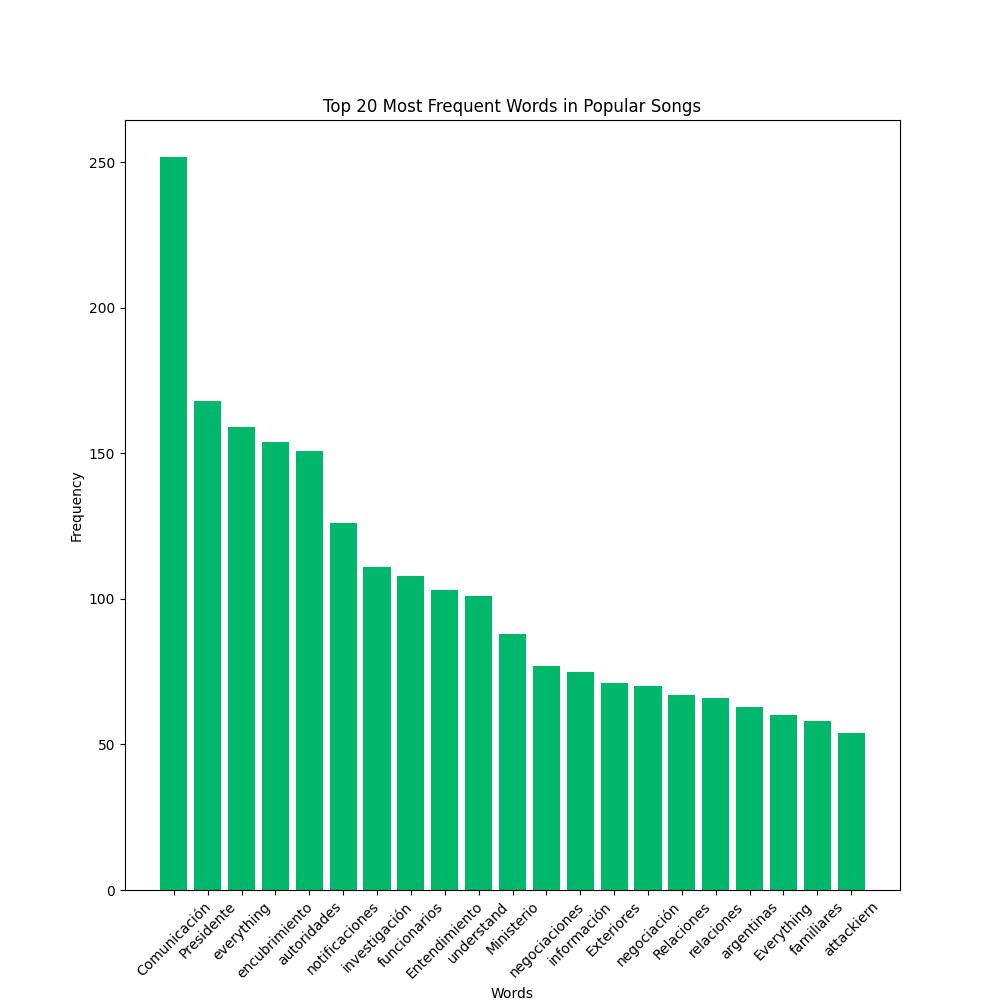 Top 20 Most Frequent Words in Popular Songs
250
200
150
100
50
0
Frequency
Comunicación
Presidente
everything
encubrimiento
autoridades
notificaciones
investigación
funcionarios
Entendimiento
understand
Ministerio
negociaciones
información
Exteriores
negociación
Relaciones
relaciones
argentinas
Everything
familiares
attackiern
Words